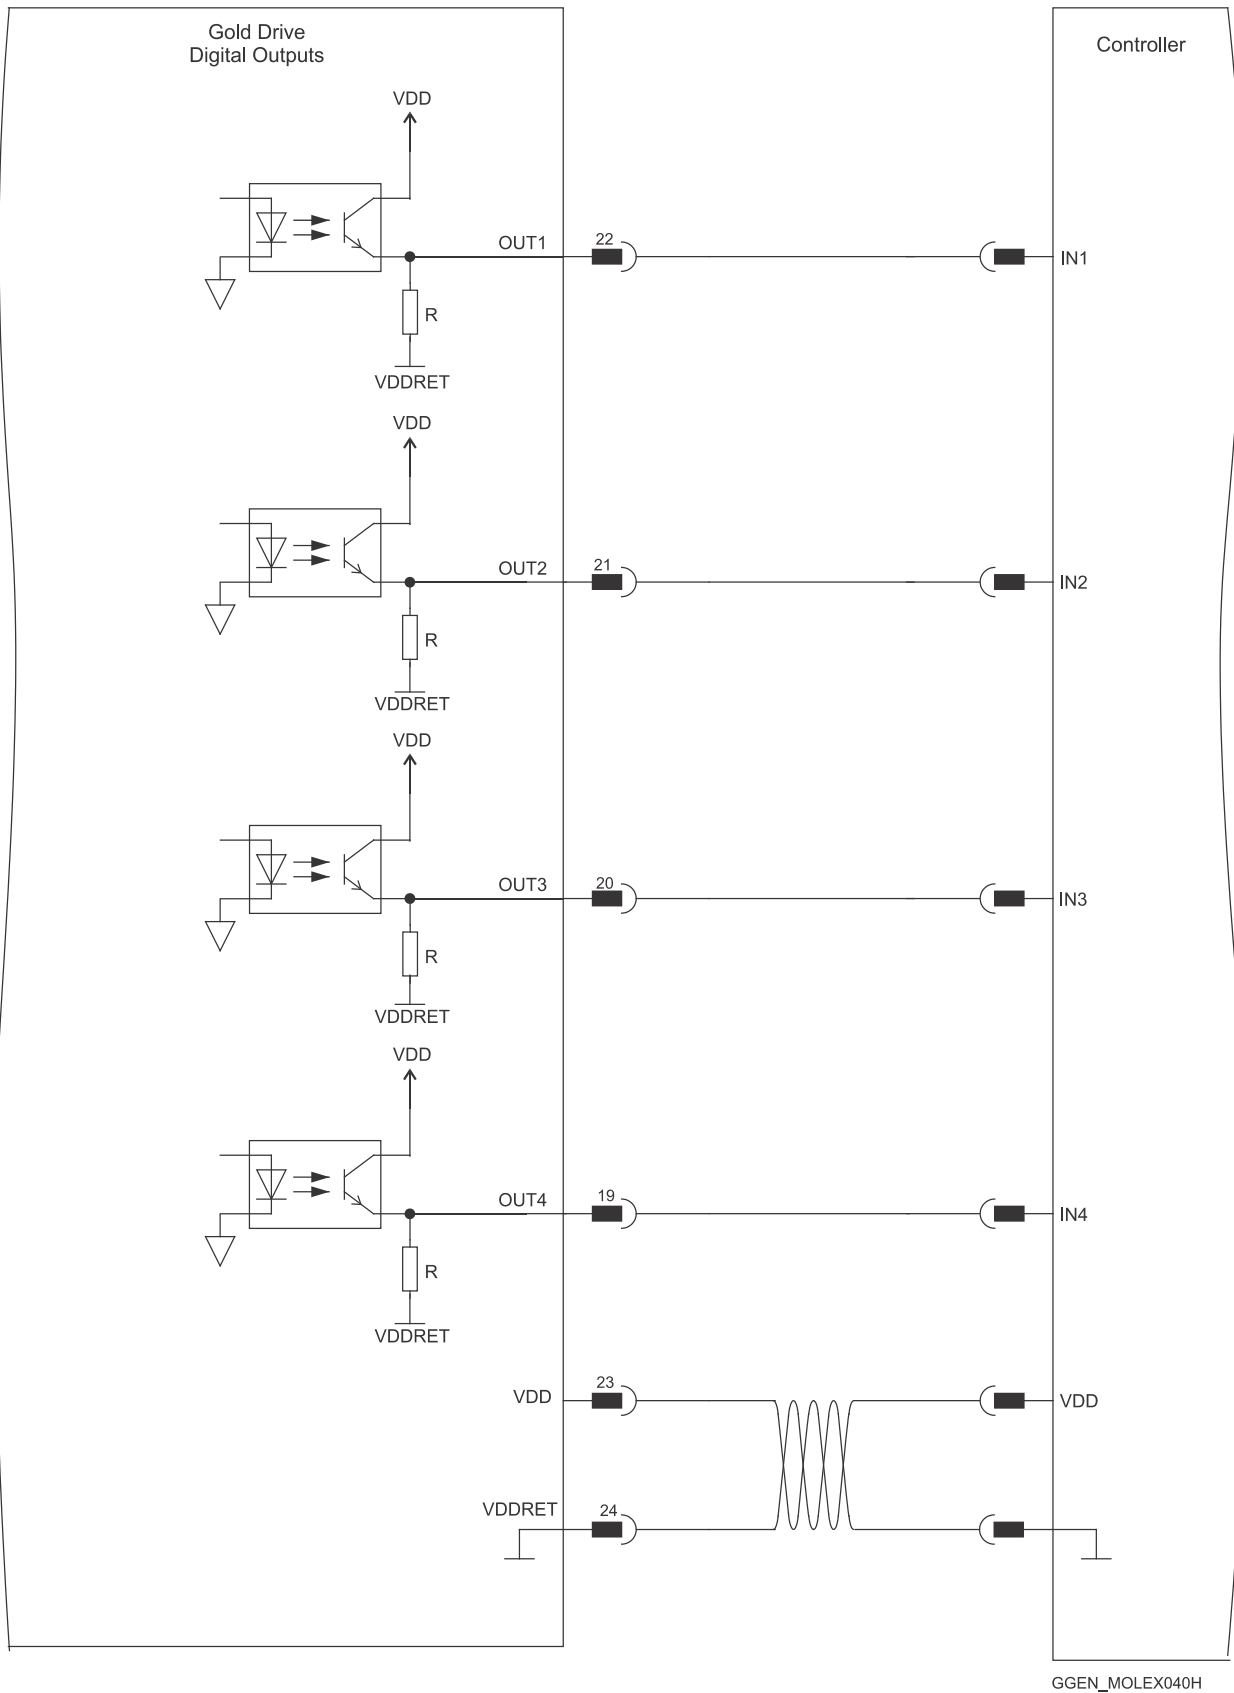 Gold Drive
Digital Outputs
Controller
VDD
OUT1
22
IN1
R
VDDRET
VDD
OUT2
21
IN2
R
VDDRET
VDD
OUT3
20
IN3
R
VDDRET
VDD
OUT4
19
IN4
R
VDDRET
VDD
23
VDD
VDDRET
24
GGEN_MOLEX040H